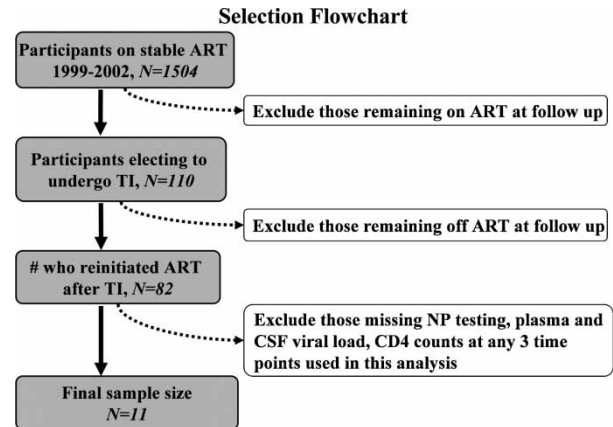 Selection Flowchart
Participants on stable ART
1999-2002, N=1504
Exclude those remaining on ART at follow up
Participants electing to
undergo TI, N=110
Exclude those remaining off ART at follow up
# who reinitiated ART
after TI, N=82
Exclude those missing NP testing, plasma and
CSF viral load, CD4 counts at any 3 time
points used in this analysis
Final sample size
N=11